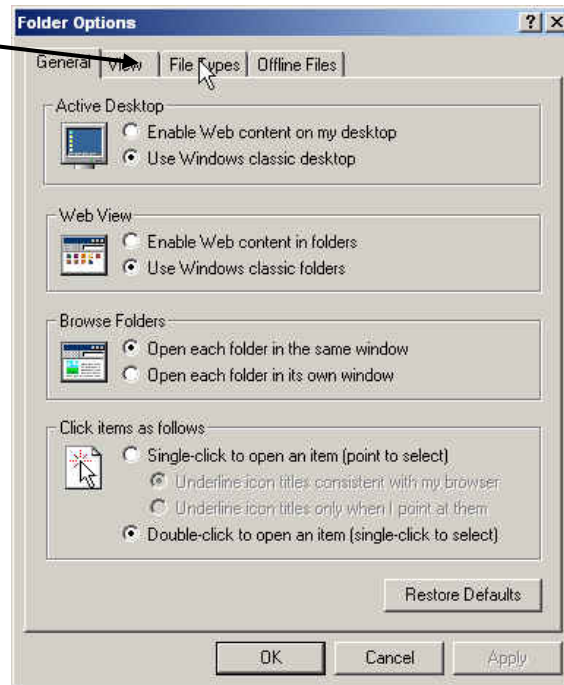 Folder Options
General View File Types Offline Files
Active Desktop
Enable Web content on my desktop
Use Windows classic desktop
Web View
Enable Web content in folders
Use Windows classic folders
Browse Folders
Open each folder in the same window
Open each folder in its own window
Click items as follows
Single-click to open an item (point to select)
Underline icon titles consistent with my browser
Underline icon titles only when I point at them
Double-click to open an item (single-click to select)
Restore Defaults
OK Cancel Apply